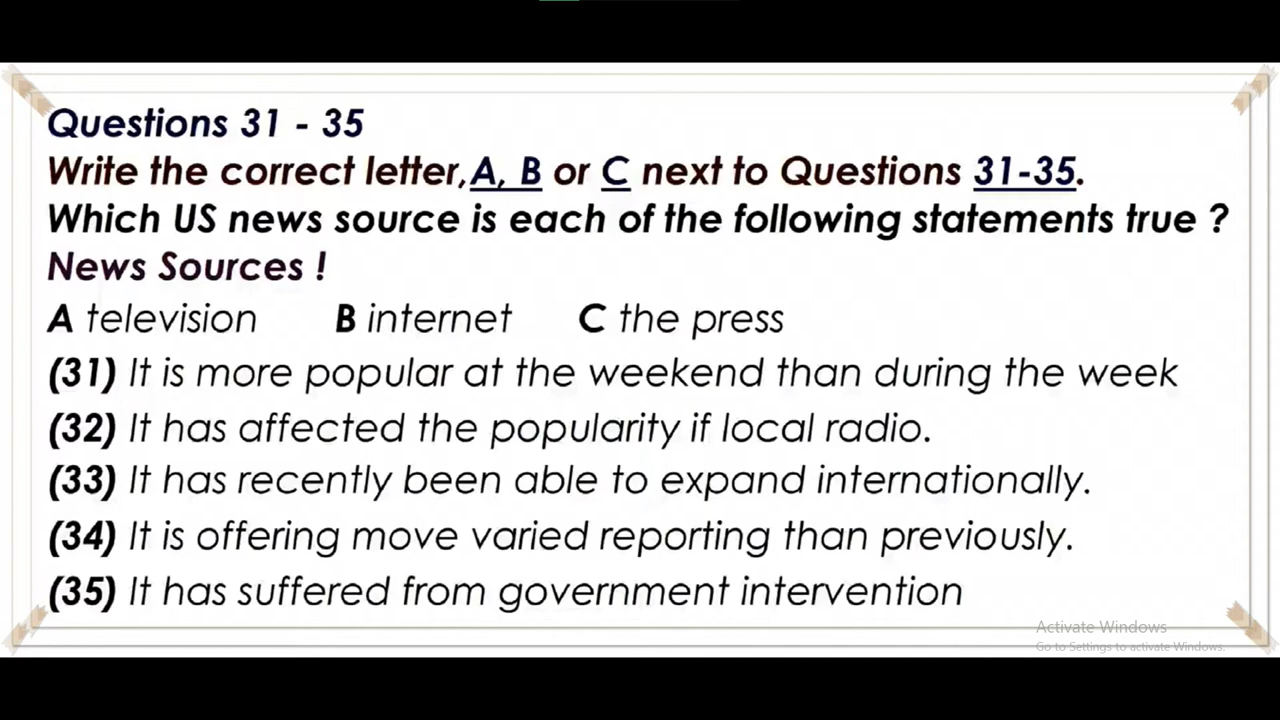 Questions 31 - 35
Write the correct letter, A, B or C next to Questions 31-35.
Which US news source is each of the following statements true ?
News Sources !
A television B internet C the press
(31) It is more popular at the weekend than during the week
(32) It has affected the popularity if local radio.
(33) It has recently been able to expand internationally.
(34) It is offering move varied reporting than previously.
(35) It has suffered from government intervention
Activate Windows
Go to Settings to activate Windows.